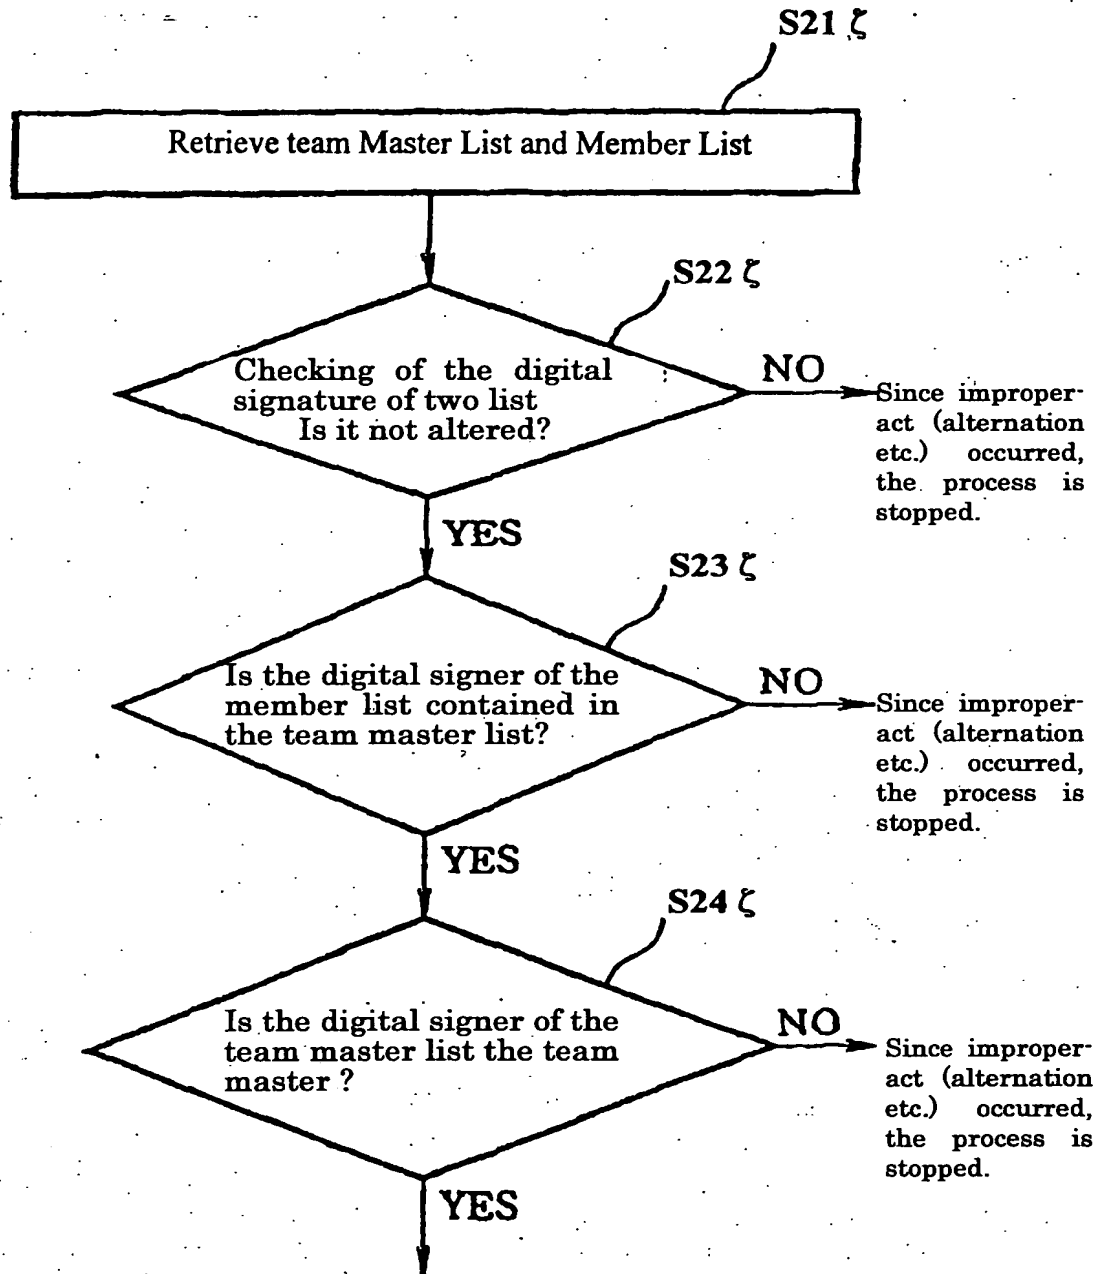 S21 ζ
Retrieve team Master List and Member List
S22 ζ
Checking of the digital
signature of two list
Is it not altered?
NO
Since improper-
act (alternation
etc.) occurred,
the process is
stopped.
YES
S23 ζ
Is the digital signer of the
member list contained in
the team master list?
NO
Since improper-
act (alternation
etc.) occurred,
the process is
stopped.
YES
S24 ζ
Is the digital signer of the
team master list the team
master ?
NO
Since improper-
act (alternation
etc.) occurred,
the process is
stopped.
YES